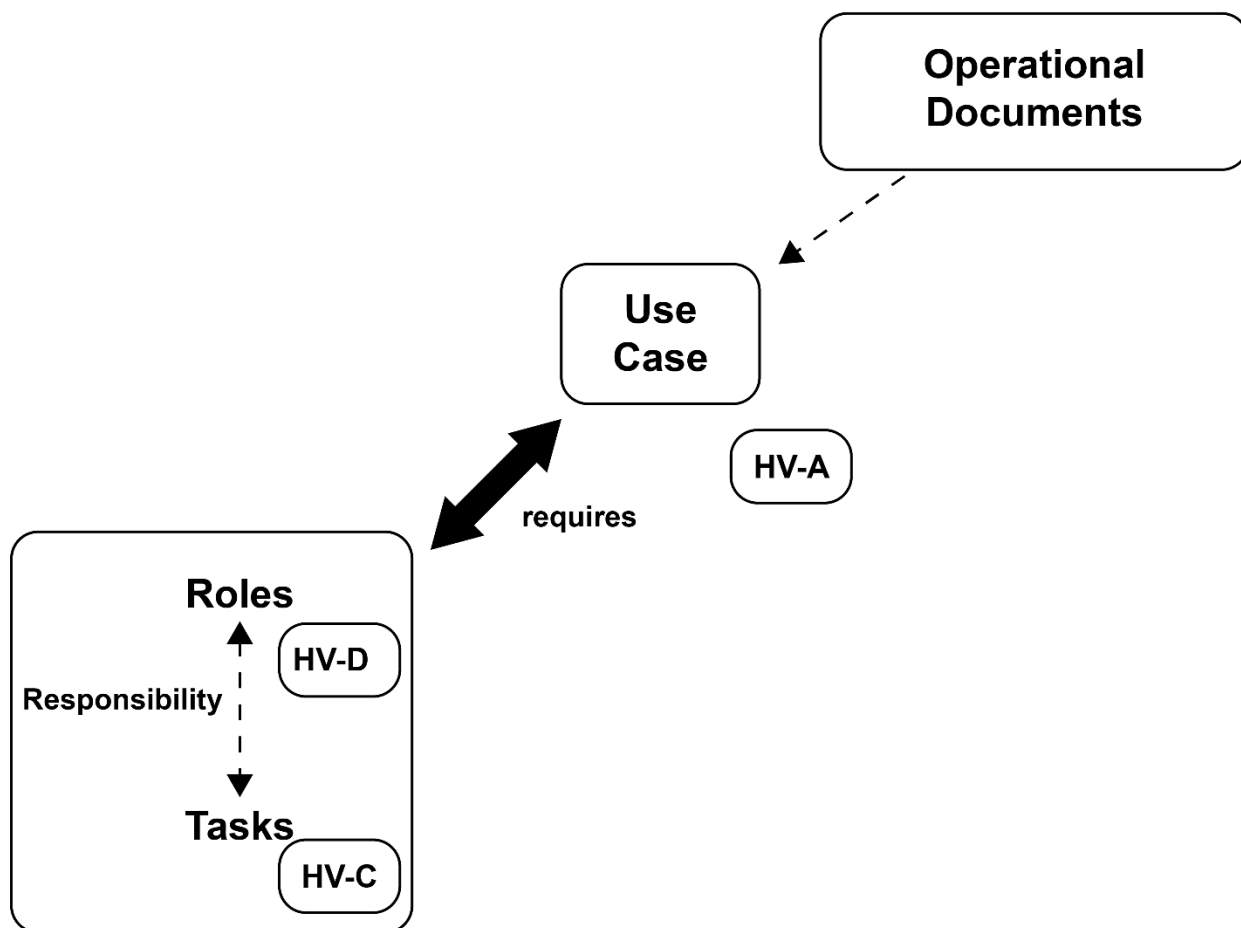 Operational
Documents
Use
Case
HV-A
requires
Roles
HV-D
Responsibility
Tasks
HV-C